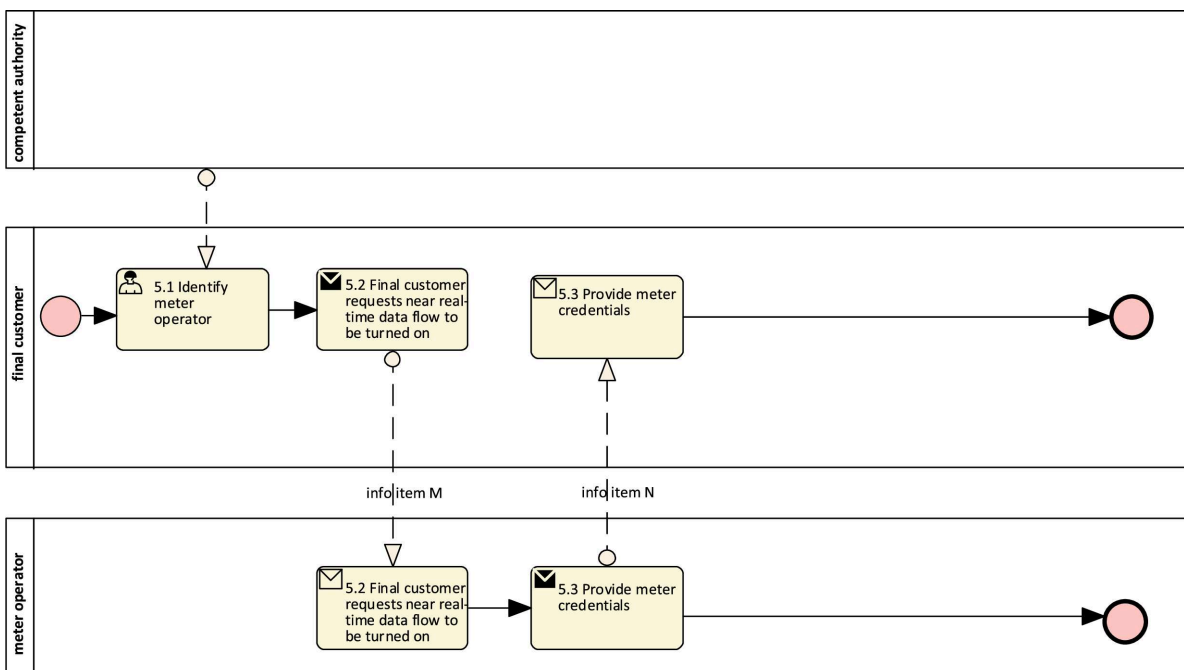 competent authority
final customer
5.1 Identify
meter
operator
5.2 Final customer
requests near real-
time data flow to
be turned on
5.3 Provide meter
credentials
info item M
info item N
meter operator
5.2 Final customer
requests near real-
time data flow to
be turned on
5.3 Provide meter
credentials